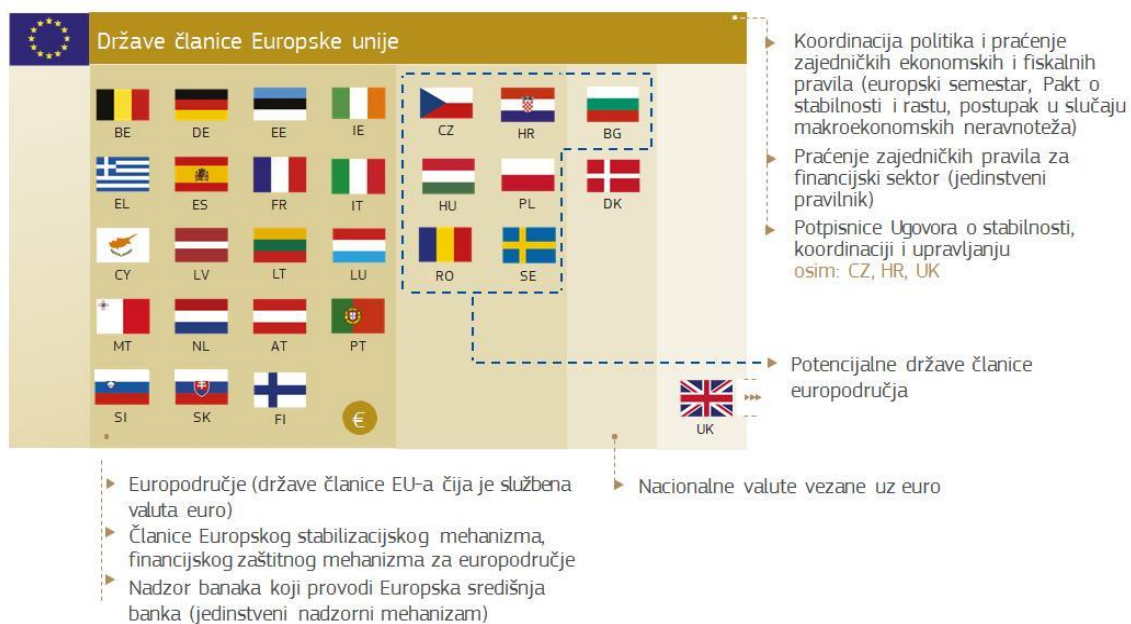 Države članice Europske unije
BE DE EE IE CZ HR BG
EL ES FR IT HU PL DK
CY LV LT LU RO SE
MT NL AT PT
SI SK FI € UK
Koordinacija politika i praćenje
zajedničkih ekonomskih i fiskalnih
pravila (europski semestar, Pakt o
stabilnosti i rastu, postupak u slučaju
makroekonomskih neravnoteža)
Praćenje zajedničkih pravila za
financijski sektor (jedinstveni
pravilnik)
Potpisnice Ugovora o stabilnosti,
koordinaciji i upravljanju
osim: CZ, HR, UK
Potencijalne države članice
europodručja
Europodručje (države članice EU-a čija je službena
valuta euro)
Članice Europskog stabilizacijskog mehanizma,
financijskog zaštitnog mehanizma za europodručje
Nadzor banaka koji provodi Europska središnja
banka (jedinstveni nadzorni mehanizam)
Nacionalne valute vezane uz euro